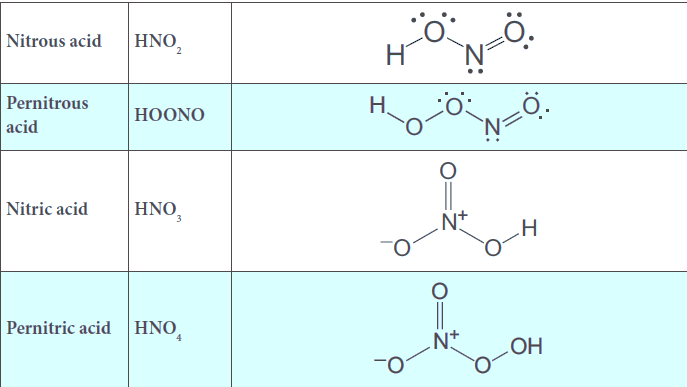 Nitrous acid HNO₂
H O N O
Pernitrous acid HOONO
H O O N O
Nitric acid HNO₃
O
N⁺
⁻O O H
Pernitric acid HNO₄
O
N⁺
⁻O O OH